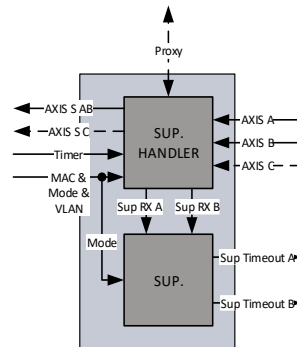 Proxy
AXIS S AB
AXIS A
AXIS S C
SUP.
HANDLER
AXIS B
Timer
AXIS C
MAC &
Mode &
VLAN
Sup RX A
Sup RX B
Mode
SUP.
Sup Timeout A
Sup Timeout B